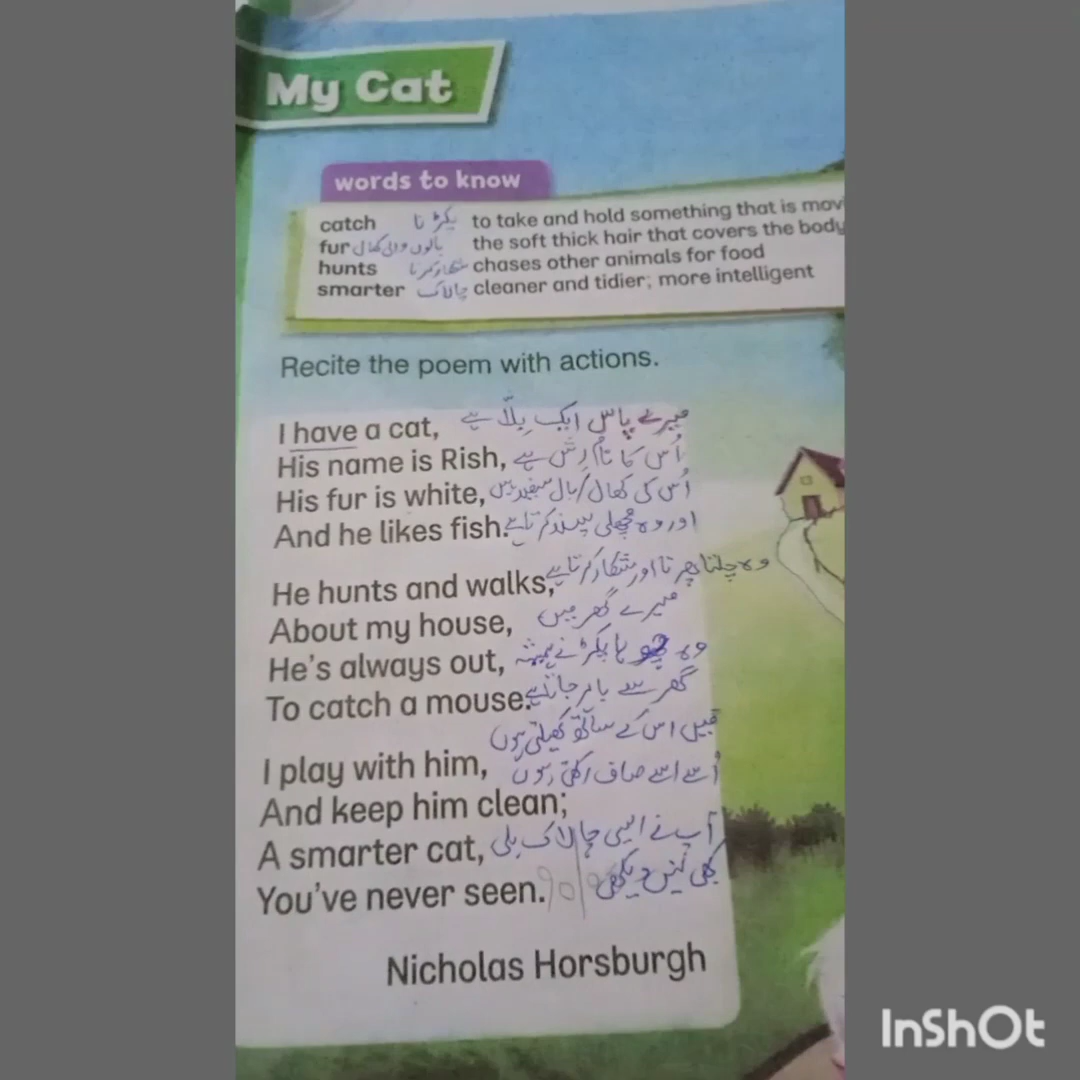 My Cat
words to know
catch پکڑنا to take and hold something that is movi
fur بالوں والی کھال the soft thick hair that covers the body
hunts شکار کرنا chases other animals for food
smarter چالاک cleaner and tidier; more intelligent
Recite the poem with actions.
I have a cat, میرے پاس ایک بِلّا ہے
His name is Rish, اُس کا نام رِش ہے
His fur is white, اُس کی کھال/بال سفید ہیں
And he likes fish. اور وہ مچھلی پسند کرتا ہے
He hunts and walks, وہ چلتا پھرتا اور شکار کرتا ہے
About my house, میرے گھر میں
He's always out, وہ چوہا پکڑنے ہمیشہ
To catch a mouse. گھر سے باہر جاتا ہے
میں اس کے ساتھ کھیلتی ہوں
I play with him, اُسے صاف رکھتی ہوں
And keep him clean;
A smarter cat, آپ نے ایسی چالاک بلی
You've never seen. کبھی نہیں دیکھی
Nicholas Horsburgh
InShOt